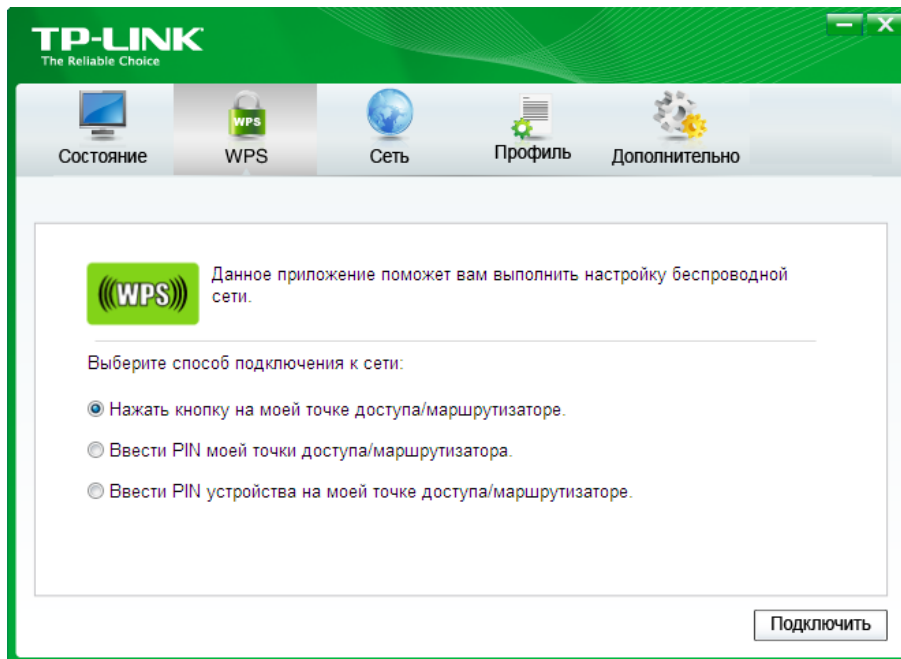 TP-LINK
The Reliable Choice
WPS
Состояние WPS Сеть Профиль Дополнительно
Данное приложение поможет вам выполнить настройку беспроводной
(((WPS))) сети.
Выберите способ подключения к сети:
Нажать кнопку на моей точке доступа/маршрутизаторе.
Ввести PIN моей точки доступа/маршрутизатора.
Ввести PIN устройства на моей точке доступа/маршрутизаторе.
Подключить